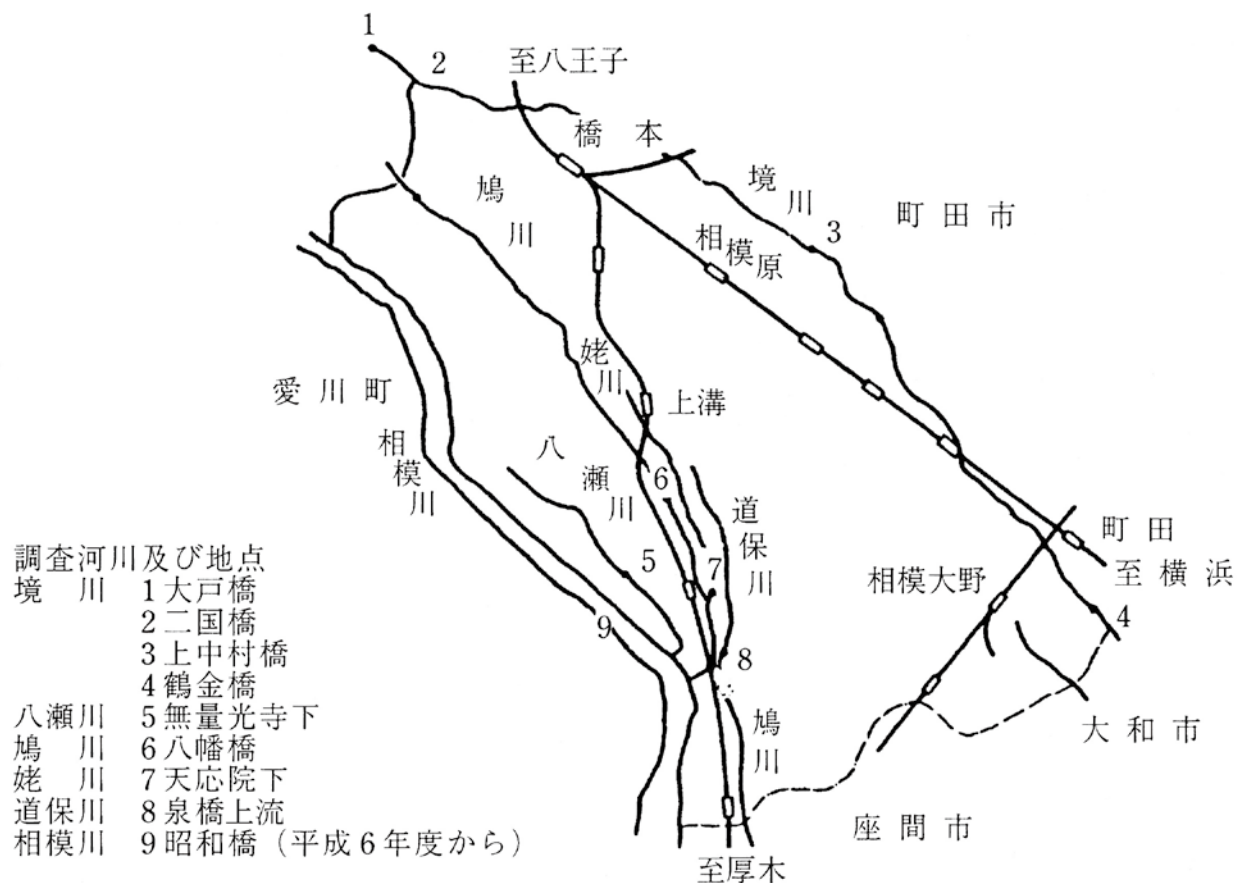 1
2
至八王子
橋本
鳩川
境川
3
町田市
相模原
姥川
愛川町
上溝
相模川
八瀬川
6
道保川
5
7
町田
至横浜
相模大野
9
4
8
鳩川
大和市
座間市
至厚木
調査河川及び地点
境川 1大戸橋
2二国橋
3上中村橋
4鶴金橋
八瀬川 5無量光寺下
鳩川 6八幡橋
姥川 7天応院下
道保川 8泉橋上流
相模川 9昭和橋(平成6年度から)